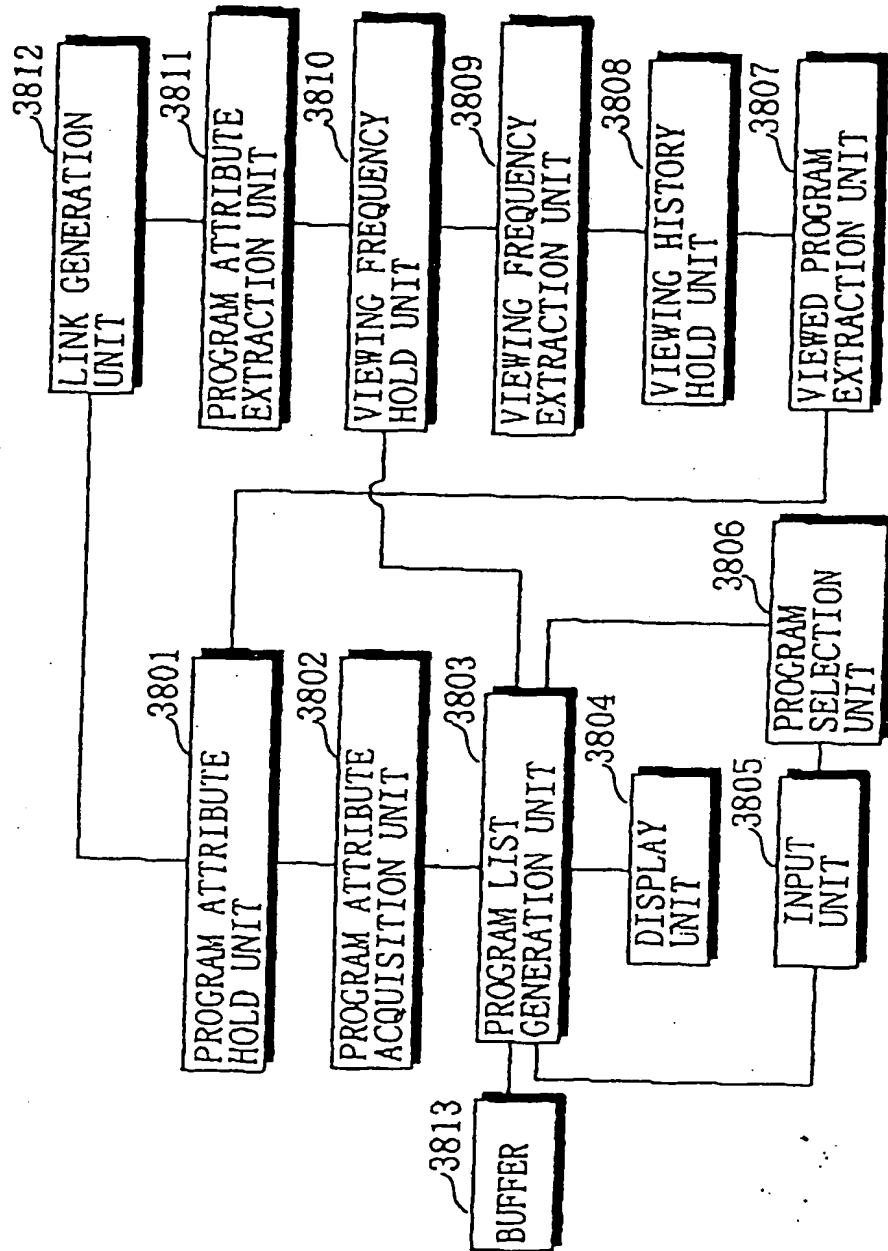 3801
PROGRAM ATTRIBUTE
HOLD UNIT
3802
PROGRAM ATTRIBUTE
ACQUISITION UNIT
3813
BUFFER
3803
PROGRAM LIST
GENERATION UNIT
3804
DISPLAY
UNIT
3805
INPUT
UNIT
3806
PROGRAM
SELECTION
UNIT
3812
LINK GENERATION
UNIT
3811
PROGRAM ATTRIBUTE
EXTRACTION UNIT
3810
VIEWING FREQUENCY
HOLD UNIT
3809
VIEWING FREQUENCY
EXTRACTION UNIT
3808
VIEWING HISTORY
HOLD UNIT
3807
VIEWED PROGRAM
EXTRACTION UNIT